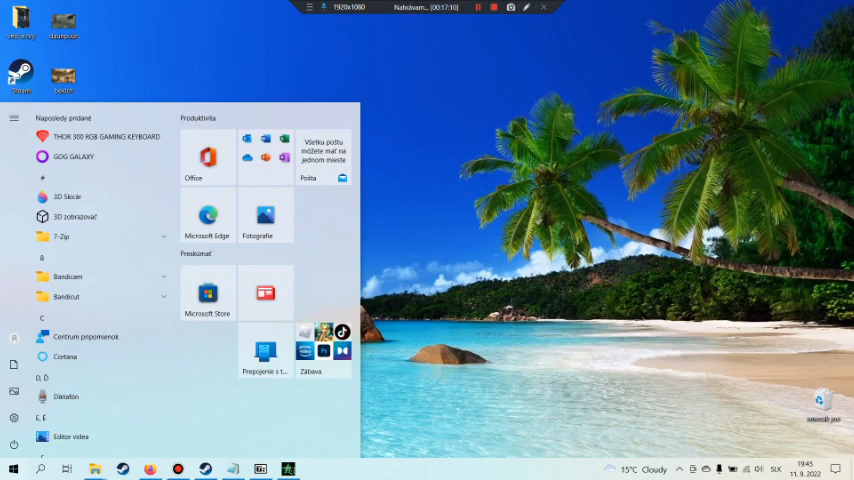 1920x1080
Nahrávam... [00:17:10]
Steam
Naposledy pridané
THOR 300 RGB GAMING KEYBOARD
GOG GALAXY
#
3D Skicár
3D zobrazovač
7-Zip
B
Bandicam
Bandicut
C
Centrum pripomienok
Cortana
D, Ď
Diktafón
E, É
Editor videa
Produktivita
Office
Všetku poštu
môžete mať na
jednom mieste
Pošta
Microsoft Edge
Fotografie
Preskúmať
Microsoft Store
Prepojenie s t...
Zábava
15°C Cloudy
SLK
19:45
11. 9. 2022